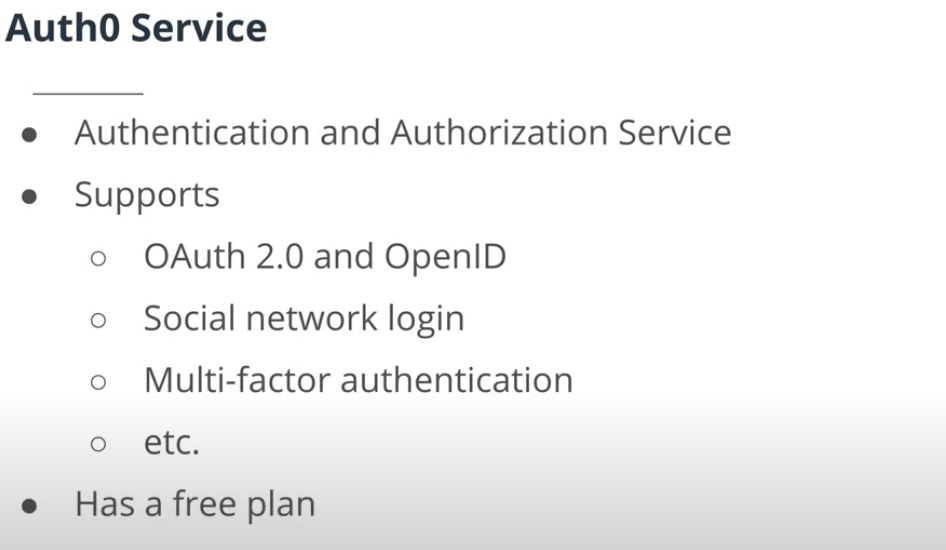 Auth0 Service
● Authentication and Authorization Service
● Supports
○ OAuth 2.0 and OpenID
○ Social network login
○ Multi-factor authentication
○ etc.
● Has a free plan